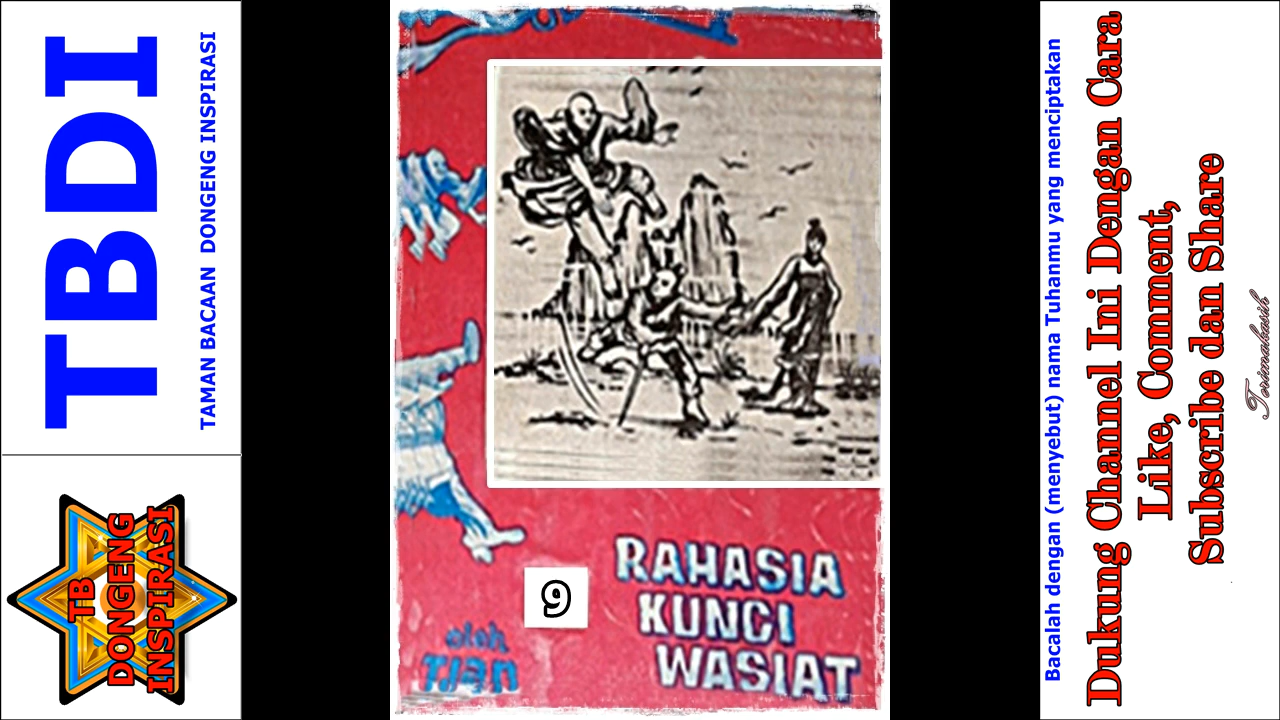 TBDI
TAMAN BACAAN DONGENG INSPIRASI
TB
DONGENG
INSPIRASI
9
RAHASIA
KUNCI
WASIAT
oleh
TJAN
Bacalah dengan (menyebut) nama Tuhanmu yang menciptakan
Dukung Channel Ini Dengan Cara
Like, Comment,
Subscribe dan Share
Terimakasih